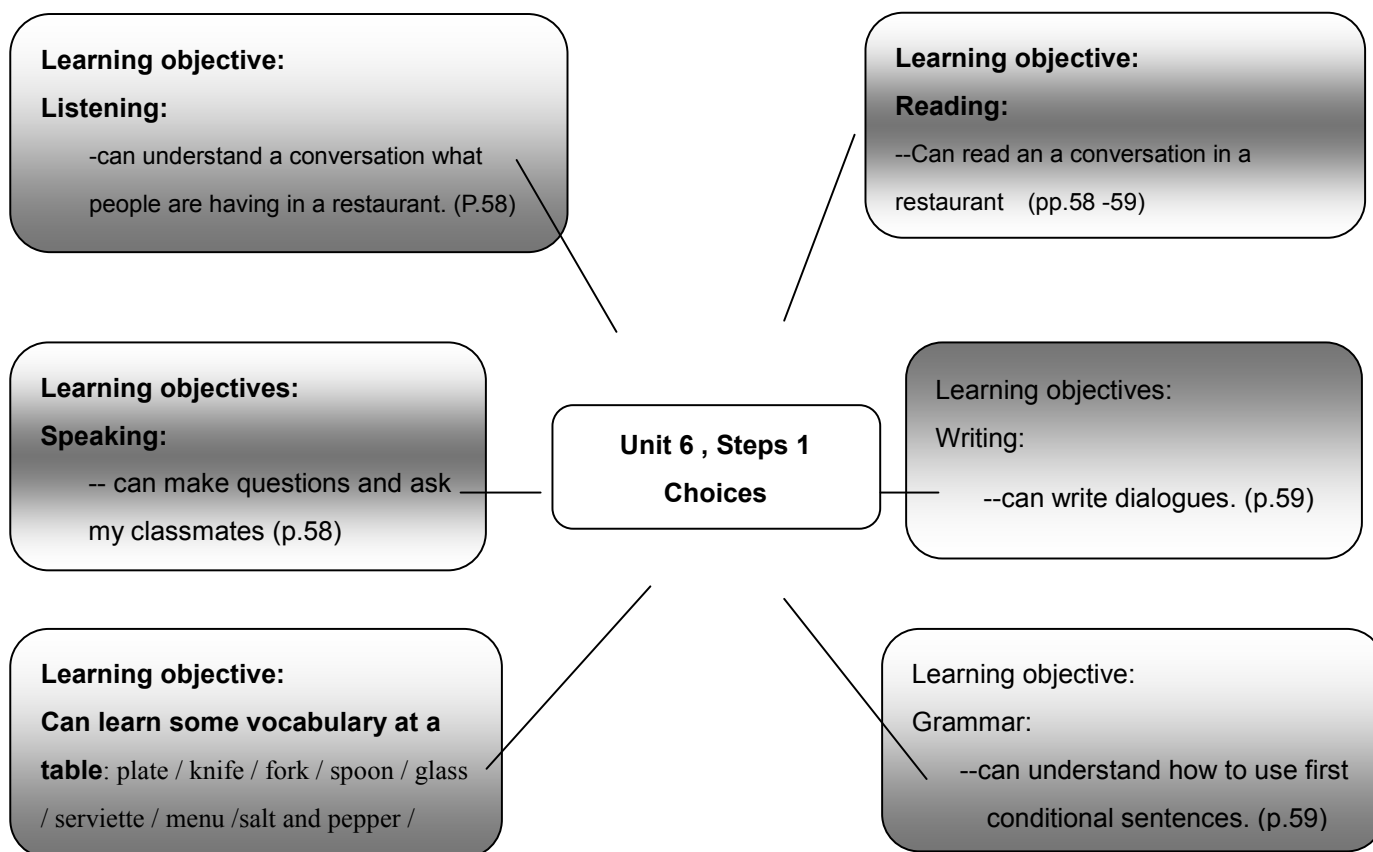 Learning objective:
Listening:
-can understand a conversation what
people are having in a restaurant. (P.58)
Learning objective:
Reading:
--Can read an a conversation in a
restaurant (pp.58 -59)
Learning objectives:
Speaking:
-- can make questions and ask
my classmates (p.58)
Unit 6 , Steps 1
Choices
Learning objectives:
Writing:
--can write dialogues. (p.59)
Learning objective:
Can learn some vocabulary at a
table: plate / knife / fork / spoon / glass
/ serviette / menu /salt and pepper /
Learning objective:
Grammar:
--can understand how to use first
conditional sentences. (p.59)